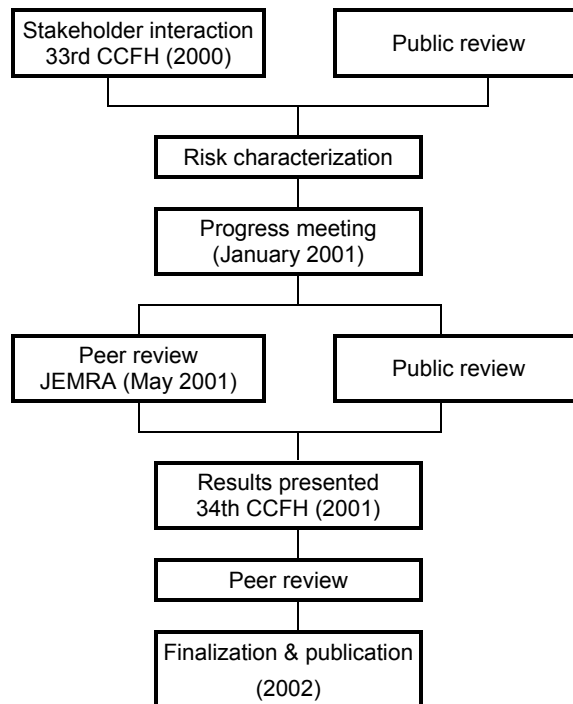 Stakeholder interaction
33rd CCFH (2000)
Public review
Risk characterization
Progress meeting
(January 2001)
Peer review
JEMRA (May 2001)
Public review
Results presented
34th CCFH (2001)
Peer review
Finalization & publication
(2002)